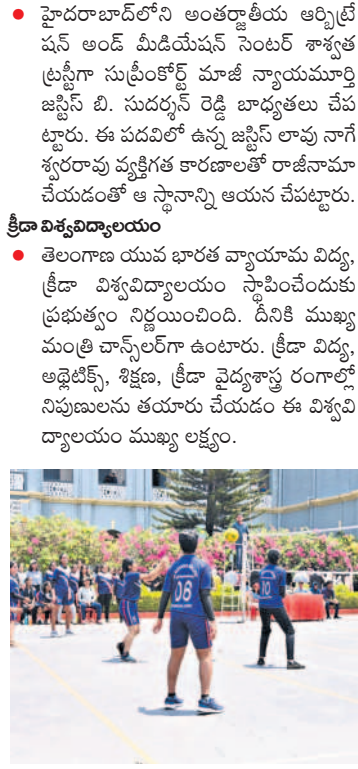 • హైదరాబాద్‌లోని అంతర్జాతీయ ఆర్బిట్రే
షన్ అండ్ మీడియేషన్ సెంటర్ శాశ్వత
ట్రస్టీగా సుప్రీంకోర్ట్ మాజీ న్యాయమూర్తి
జస్టిస్ బి. సుదర్శన్ రెడ్డి బాధ్యతలు చేప
ట్టారు. ఈ పదవిలో ఉన్న జస్టిస్ లావు నాగే
శ్వరరావు వ్యక్తిగత కారణాలతో రాజీనామా
చేయడంతో ఆ స్థానాన్ని ఆయన చేపట్టారు.
క్రీడా విశ్వవిద్యాలయం
• తెలంగాణ యువ భారత వ్యాయామ విద్య,
క్రీడా విశ్వవిద్యాలయం స్థాపించేందుకు
ప్రభుత్వం నిర్ణయించింది. దీనికి ముఖ్య
మంత్రి చాన్స్‌లర్‌గా ఉంటారు. క్రీడా విద్య,
అథ్లెటిక్స్, శిక్షణ, క్రీడా వైద్యశాస్త్ర రంగాల్లో
నిపుణులను తయారు చేయడం ఈ విశ్వవి
ద్యాలయం ముఖ్య లక్ష్యం.
08
10